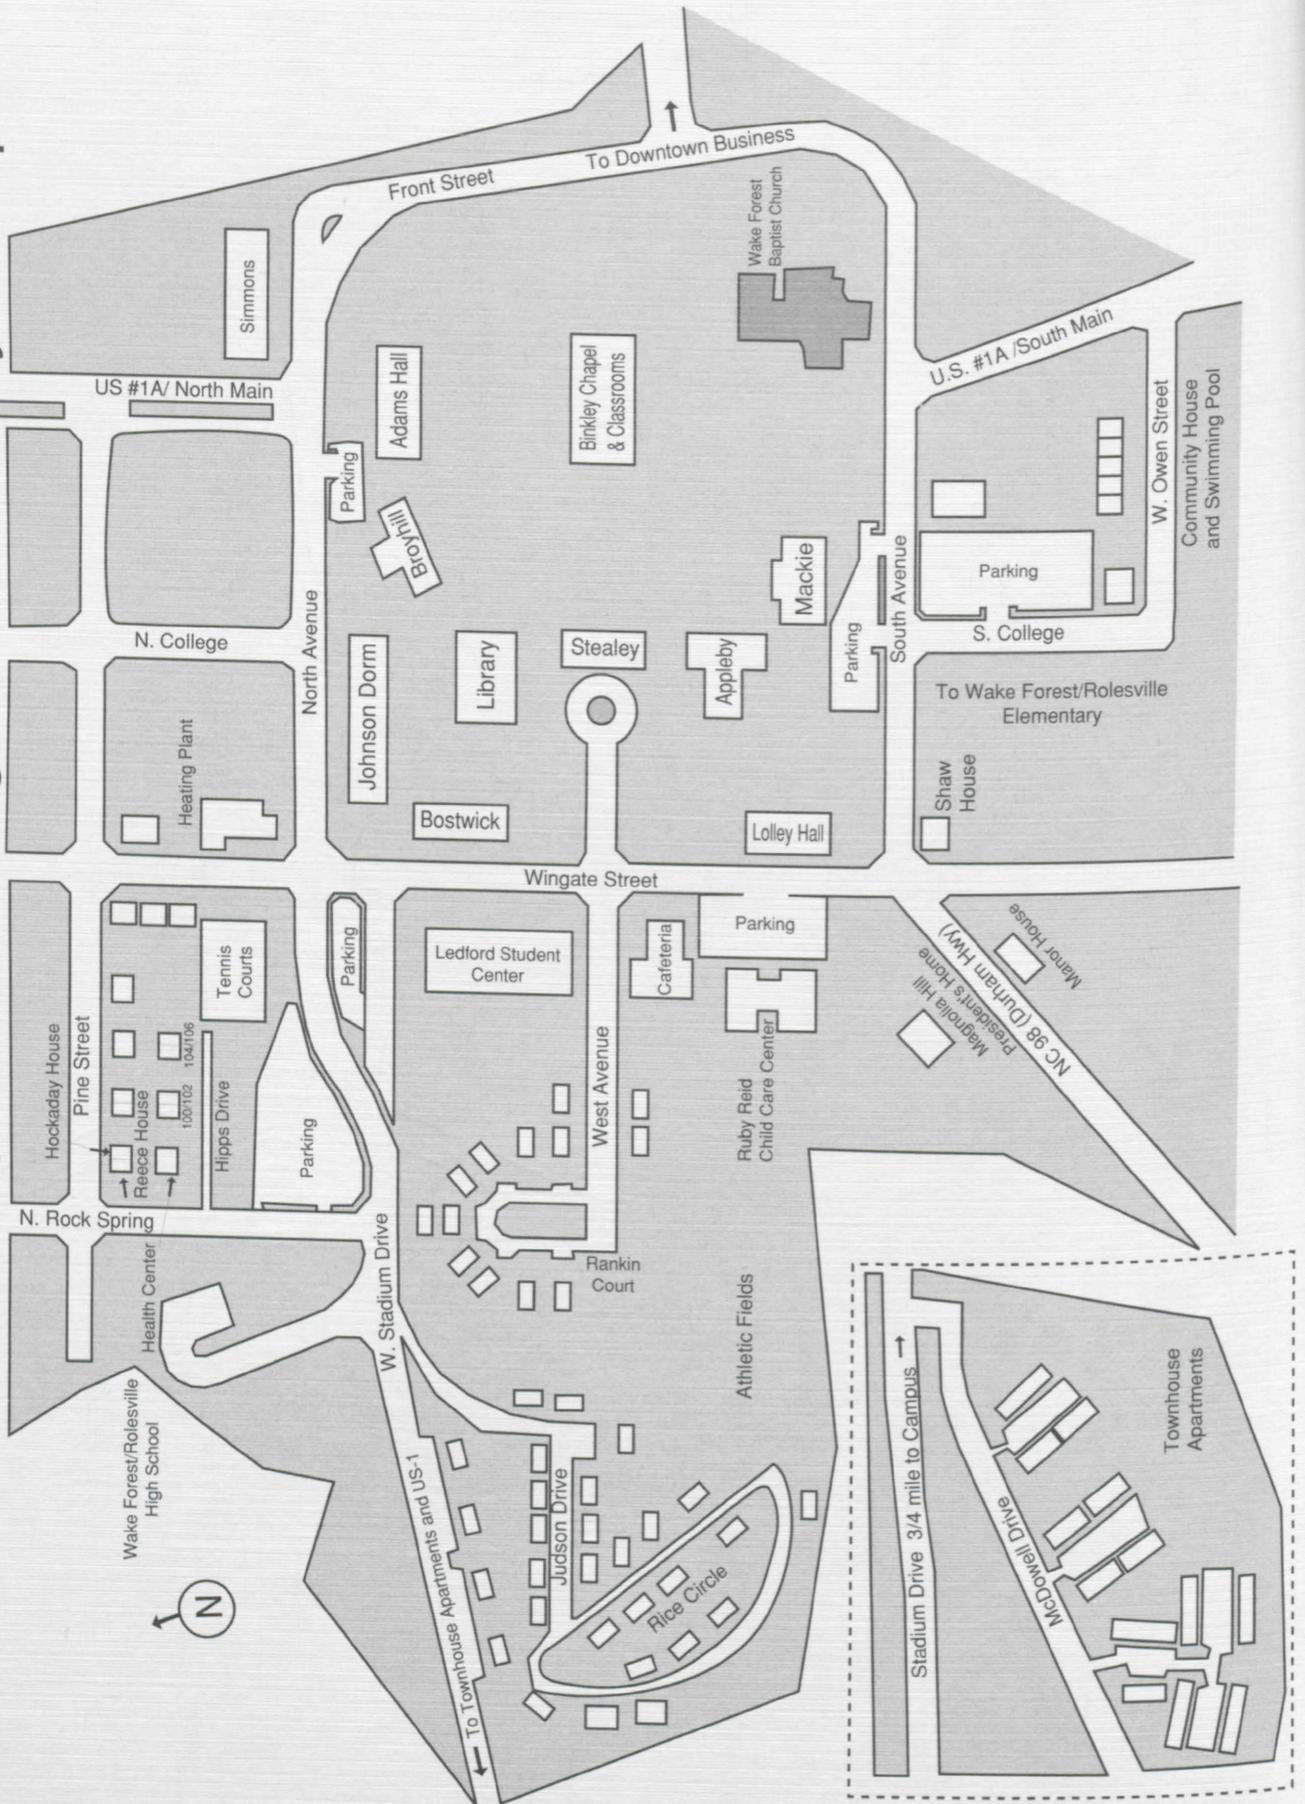 To Downtown Business
Front Street
Wake Forest
Baptist Church
Simmons
US #1A/ North Main
Adams Hall
Binkley Chapel
& Classrooms
U.S. #1A /South Main
W. Owen Street
Community House
and Swimming Pool
Parking
Broyhill
Mackie
Parking
South Avenue
N. College
North Avenue
Johnson Dorm
Library
Stealey
Appleby
Parking
S. College
To Wake Forest/Rolesville
Elementary
Heating Plant
Bostwick
Lolley Hall
Shaw
House
Wingate Street
Tennis
Courts
Parking
Ledford Student
Center
Cafeteria
Parking
Manor House
NC 98 (Durham Hwy)
President's Home
Magnolia Hill
Hockaday House
Pine Street
Reece House
100/102
104/106
Hipps Drive
Parking
West Avenue
Ruby Reid
Child Care Center
N. Rock Spring
Health Center
W. Stadium Drive
Rankin
Court
Athletic Fields
Wake Forest/Rolesville
High School
N
To Townhouse Apartments and US-1
Judson Drive
Rice Circle
Stadium Drive 3/4 mile to Campus
McDowell Drive
Townhouse
Apartments